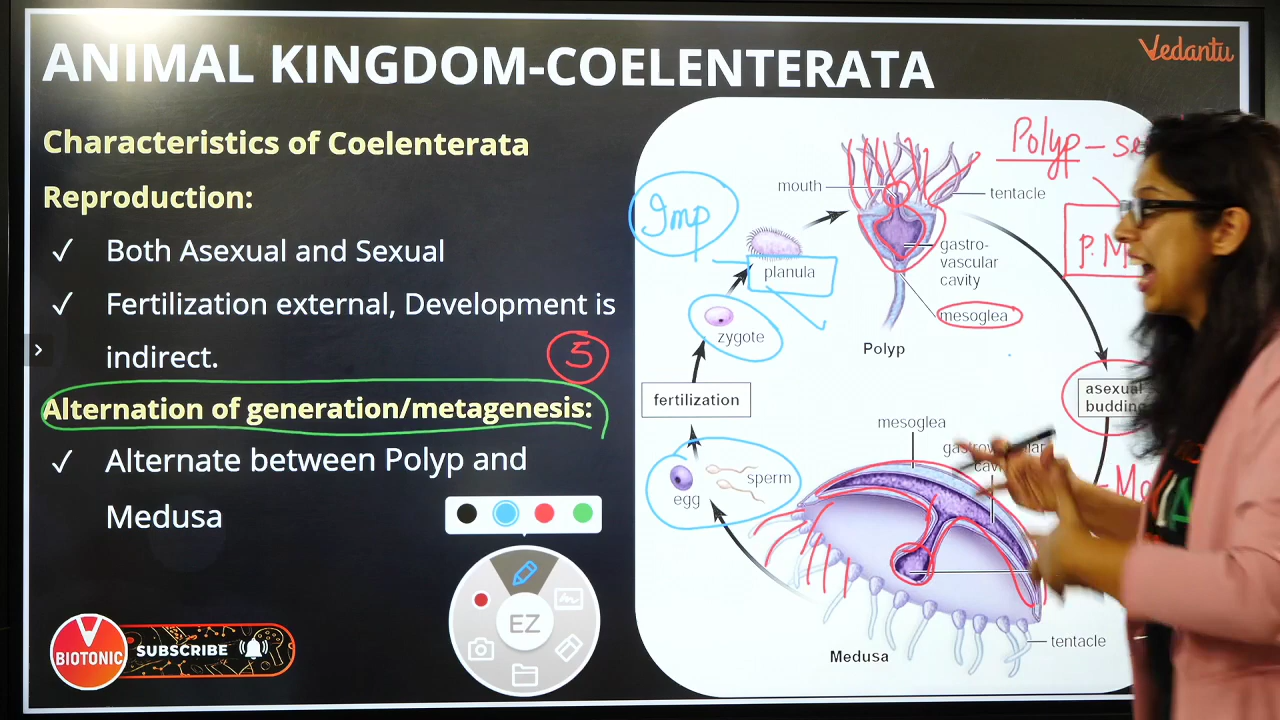 ANIMAL KINGDOM-COELENTERATA
Vedantu
Characteristics of Coelenterata
Reproduction:
✓ Both Asexual and Sexual
✓ Fertilization external, Development is
indirect.
5
Alternation of generation/metagenesis:
✓ Alternate between Polyp and
Medusa
EZ
V
BIOTONIC
SUBSCRIBE
Imp
Polyp -
P.M
mouth
tentacle
gastro-
vascular
cavity
planula
mesoglea
zygote
Polyp
fertilization
asexual
mesoglea
egg
sperm
Medusa
tentacle